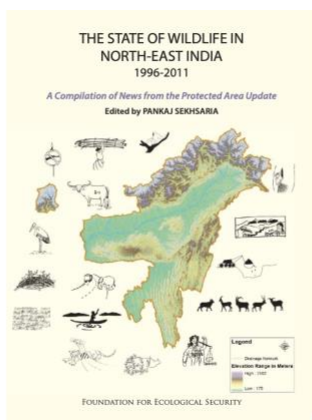 THE STATE OF WILDLIFE IN
NORTH-EAST INDIA
1996-2011
A Compilation of News from the Protected Area Update
Edited by PANKAJ SEKHSARIA
Legend
Drainage Network
Elevation Range in Meters
FOUNDATION FOR ECOLOGICAL SECURITY